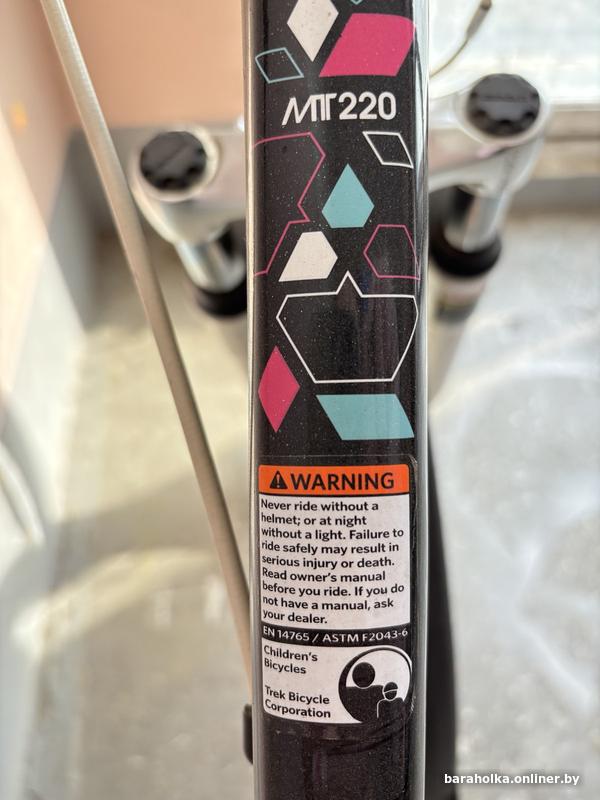 MT220
WARNING
Never ride without a
helmet; or at night
without a light. Failure to
ride safely may result in
serious injury or death.
Read owner's manual
before you ride. If you do
not have a manual, ask
your dealer.
EN 14765 / ASTM F2043-6
Children's
Bicycles
Trek Bicycle
Corporation
baraholka.onliner.by